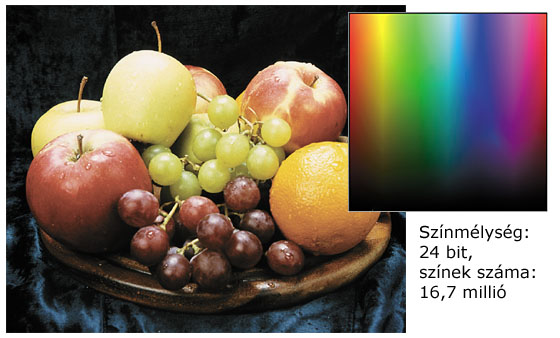 Színmélység:
24 bit,
színek száma:
16,7 millió